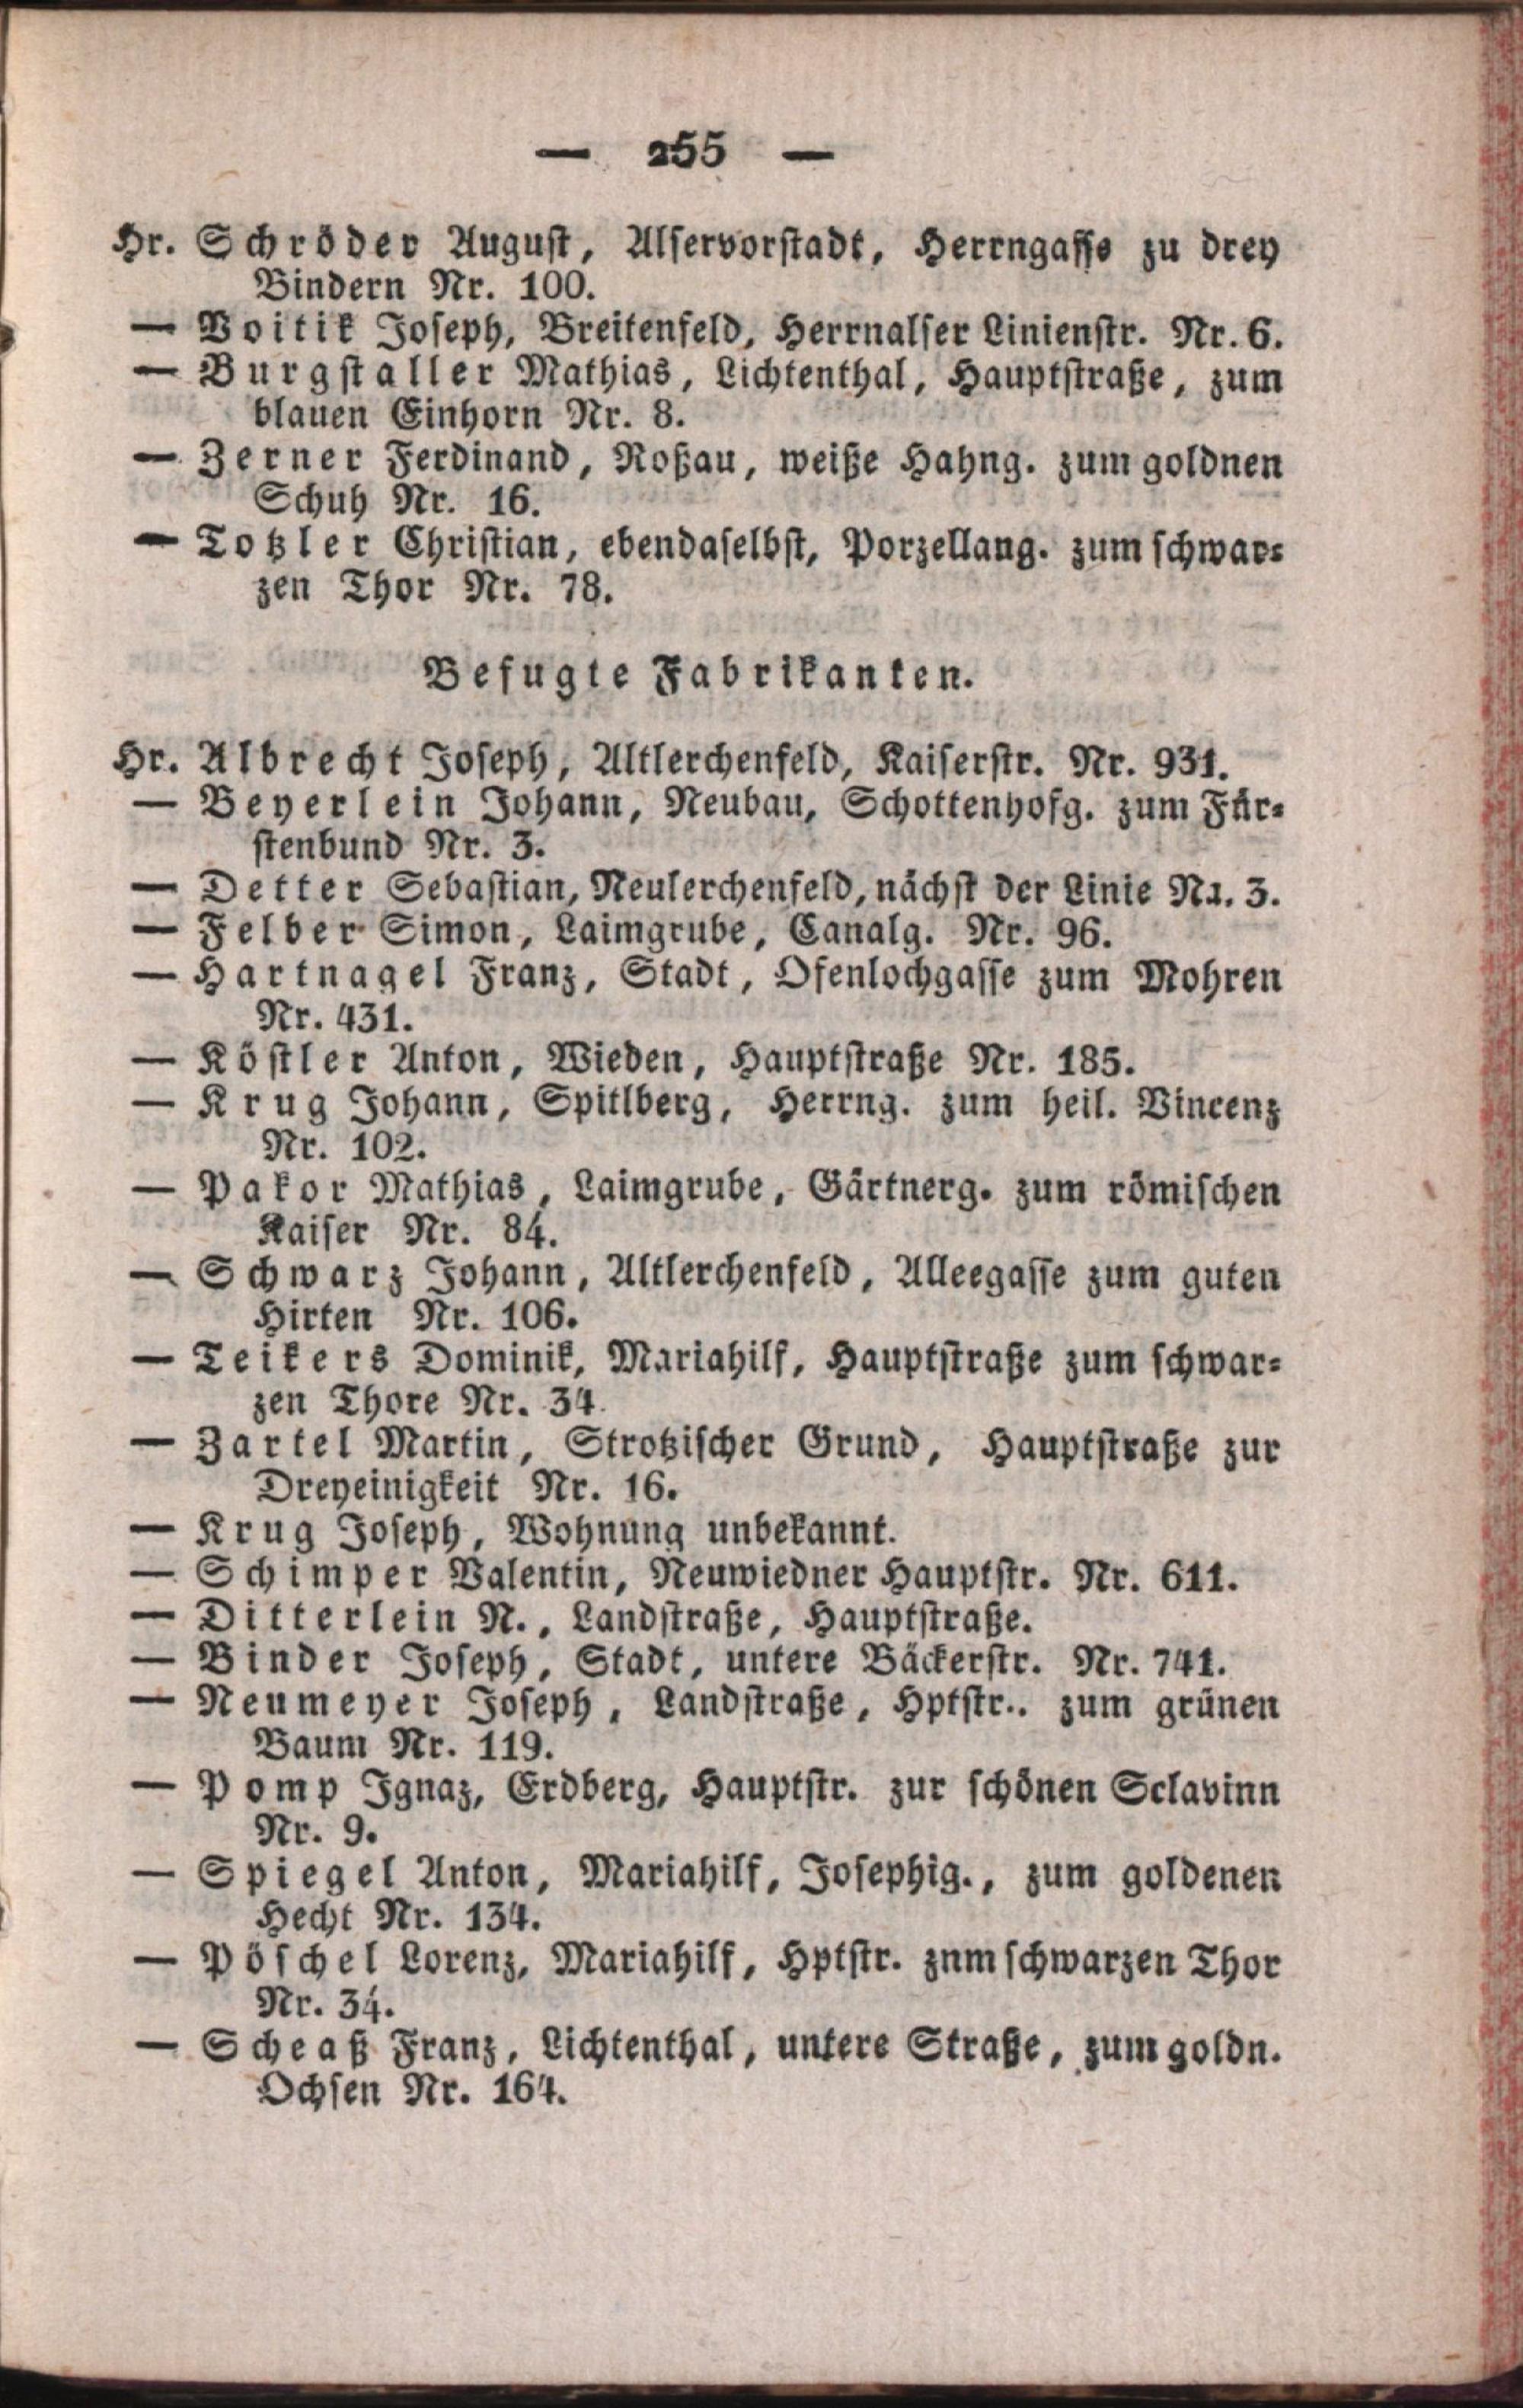 — 255 —
Hr. Schröder August, Alservorstadt, Herrngasse zu drey
Bindern Nr. 100.
— Voitik Joseph, Breitenfeld, Herrnalser Linienstr. Nr. 6.
— Burgstaller Mathias, Lichtenthal, Hauptstraße, zum
blauen Einhorn Nr. 8.
— Zerner Ferdinand, Roßau, weiße Hahng. zum goldnen
Schuh Nr. 16.
— Totzler Christian, ebendaselbst, Porzellang. zum schwar-
zen Thor Nr. 78.
Befugte Fabrikanten.
Hr. Albrecht Joseph, Altlerchenfeld, Kaiserstr. Nr. 931.
— Beyerlein Johann, Neubau, Schottenhofg. zum Für-
stenbund Nr. 3.
— Detter Sebastian, Neulerchenfeld, nächst der Linie Nr. 3.
— Felber Simon, Laimgrube, Canalg. Nr. 96.
— Hartnagel Franz, Stadt, Ofenlochgasse zum Mohren
Nr. 431.
— Köstler Anton, Wieden, Hauptstraße Nr. 185.
— Krug Johann, Spitlberg, Herrng. zum heil. Vincenz
Nr. 102.
— Pakor Mathias, Laimgrube, Gärtnerg. zum römischen
Kaiser Nr. 84.
— Schwarz Johann, Altlerchenfeld, Alleegasse zum guten
Hirten Nr. 106.
— Teikers Dominik, Mariahilf, Hauptstraße zum schwar-
zen Thore Nr. 34.
— Zartel Martin, Strotzischer Grund, Hauptstraße zur
Dreyeinigkeit Nr. 16.
— Krug Joseph, Wohnung unbekannt.
— Schimper Valentin, Neuwiedner Hauptstr. Nr. 611.
— Ditterlein N., Landstraße, Hauptstraße.
— Binder Joseph, Stadt, untere Bäckerstr. Nr. 741.
— Neumeyer Joseph, Landstraße, Hptstr.. zum grünen
Baum Nr. 119.
— Pomp Ignaz, Erdberg, Hauptstr. zur schönen Sclavinn
Nr. 9.
— Spiegel Anton, Mariahilf, Josephig., zum goldenen
Hecht Nr. 134.
— Pöschel Lorenz, Mariahilf, Hptstr. znm schwarzen Thor
Nr. 34.
— Scheaß Franz, Lichtenthal, untere Straße, zum goldn.
Ochsen Nr. 164.